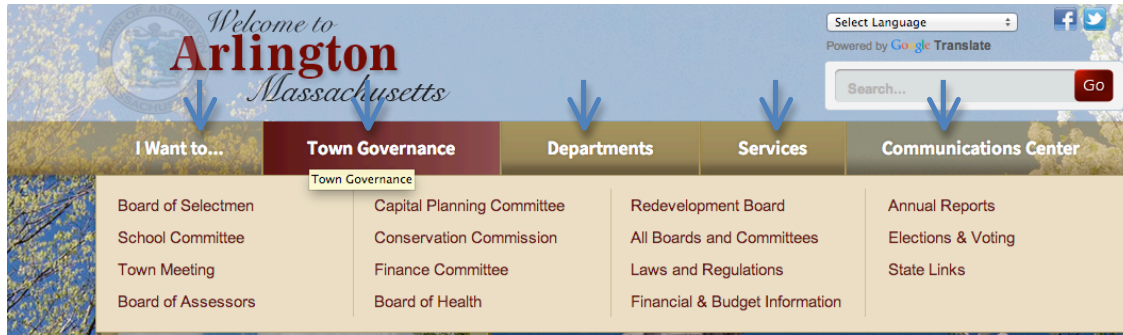 Welcome to
Arlington
Massachusetts
Select Language
Powered by Google Translate
Search...
Go
I Want to...
Town Governance
Departments
Services
Communications Center
Town Governance
Board of Selectmen
School Committee
Town Meeting
Board of Assessors
Capital Planning Committee
Conservation Commission
Finance Committee
Board of Health
Redevelopment Board
All Boards and Committees
Laws and Regulations
Financial & Budget Information
Annual Reports
Elections & Voting
State Links